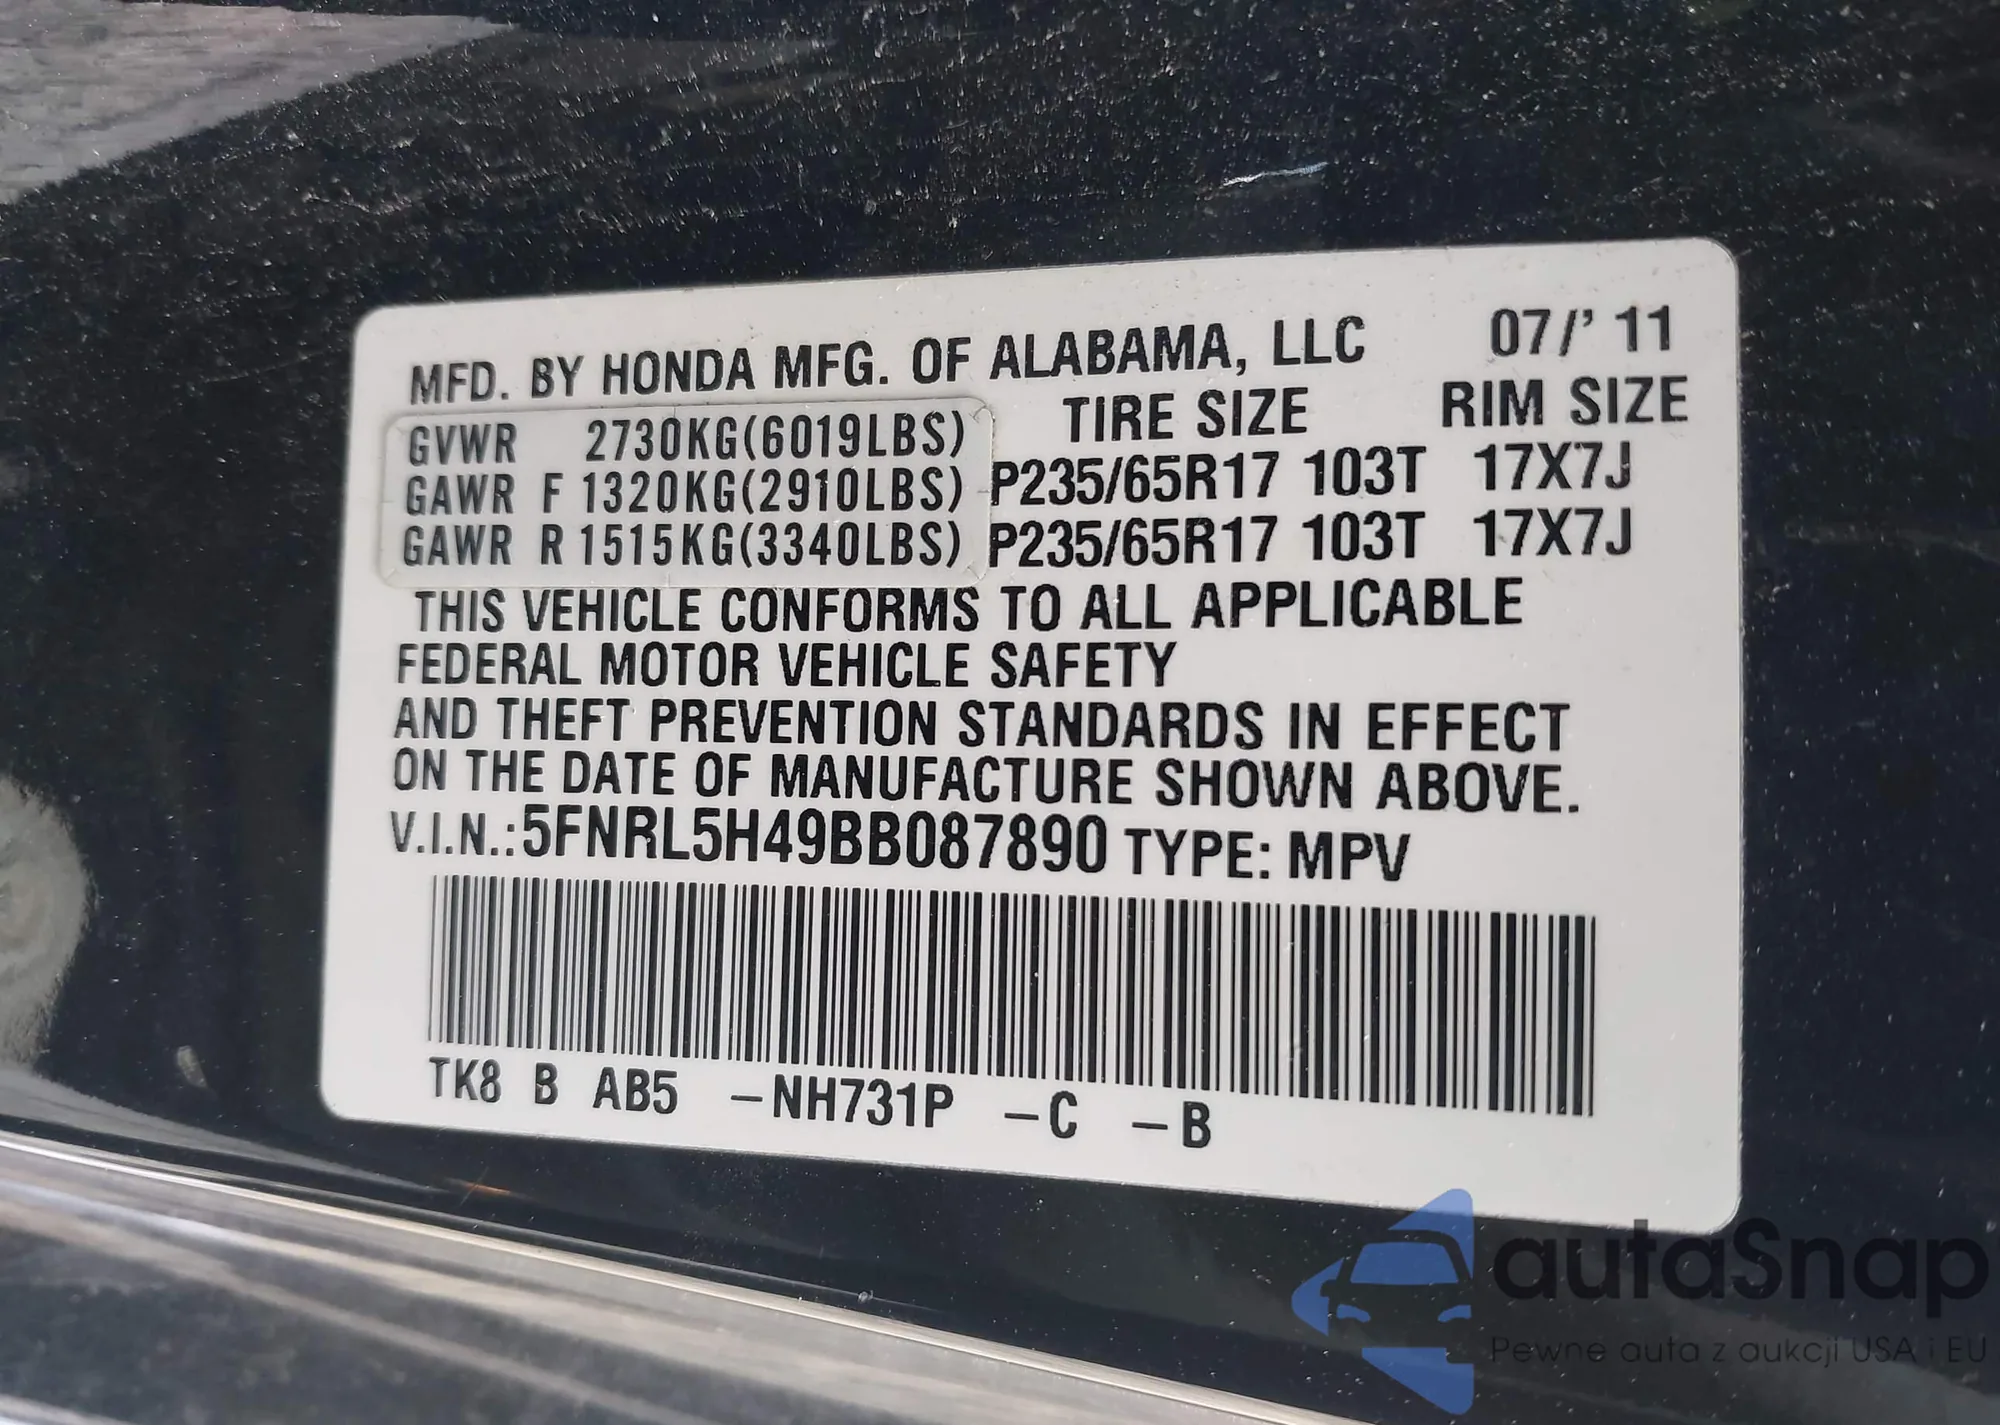 MFD. BY HONDA MFG. OF ALABAMA, LLC 07/' 11
TIRE SIZE RIM SIZE
GVWR 2730KG(6019LBS)
GAWR F 1320KG(2910LBS) P235/65R17 103T 17X7J
GAWR R 1515KG(3340LBS) P235/65R17 103T 17X7J
THIS VEHICLE CONFORMS TO ALL APPLICABLE
FEDERAL MOTOR VEHICLE SAFETY
AND THEFT PREVENTION STANDARDS IN EFFECT
ON THE DATE OF MANUFACTURE SHOWN ABOVE.
V.I.N.:5FNRL5H49BB087890 TYPE: MPV
TK8 B AB5 -NH731P -C -B
autaSnap
Pewne auta z aukcji USA i EU